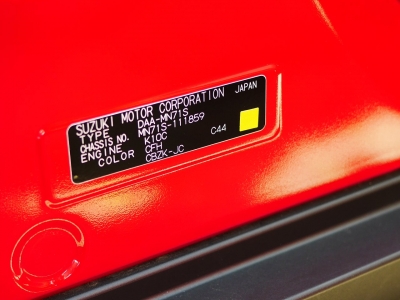 SUZUKI MOTOR CORPORATION JAPAN
TYPE DAA-MN71S
CHASSIS NO. MN71S-111859
ENGINE K10C C44
COLOR CFH
CBZK-JC